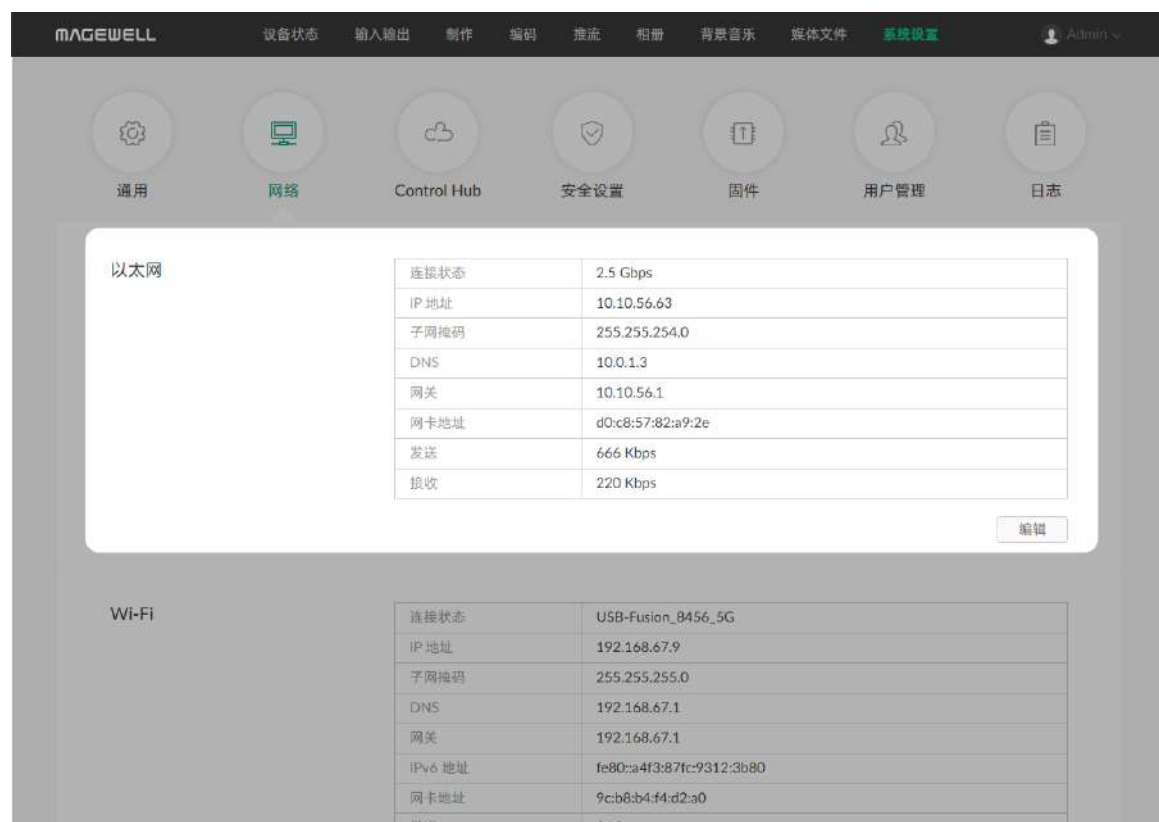 MAGEWELL 设备状态 输入输出 制作 编码 推流 相册 背景音乐 媒体文件 系统设置 Admin
通用 网络 Control Hub 安全设置 固件 用户管理 日志
以太网
连接状态 2.5 Gbps
IP 地址 10.10.56.63
子网掩码 255.255.254.0
DNS 10.0.1.3
网关 10.10.56.1
网卡地址 d0:c8:57:82:a9:2e
发送 666 Kbps
接收 220 Kbps
编辑
Wi-Fi
连接状态 USB-Fusion_8456_5G
IP 地址 192.168.67.9
子网掩码 255.255.255.0
DNS 192.168.67.1
网关 192.168.67.1
IPv6 地址 fe80::a4f3:87fc:9312:3b80
网卡地址 9c:b8:b4:f4:d2:a0